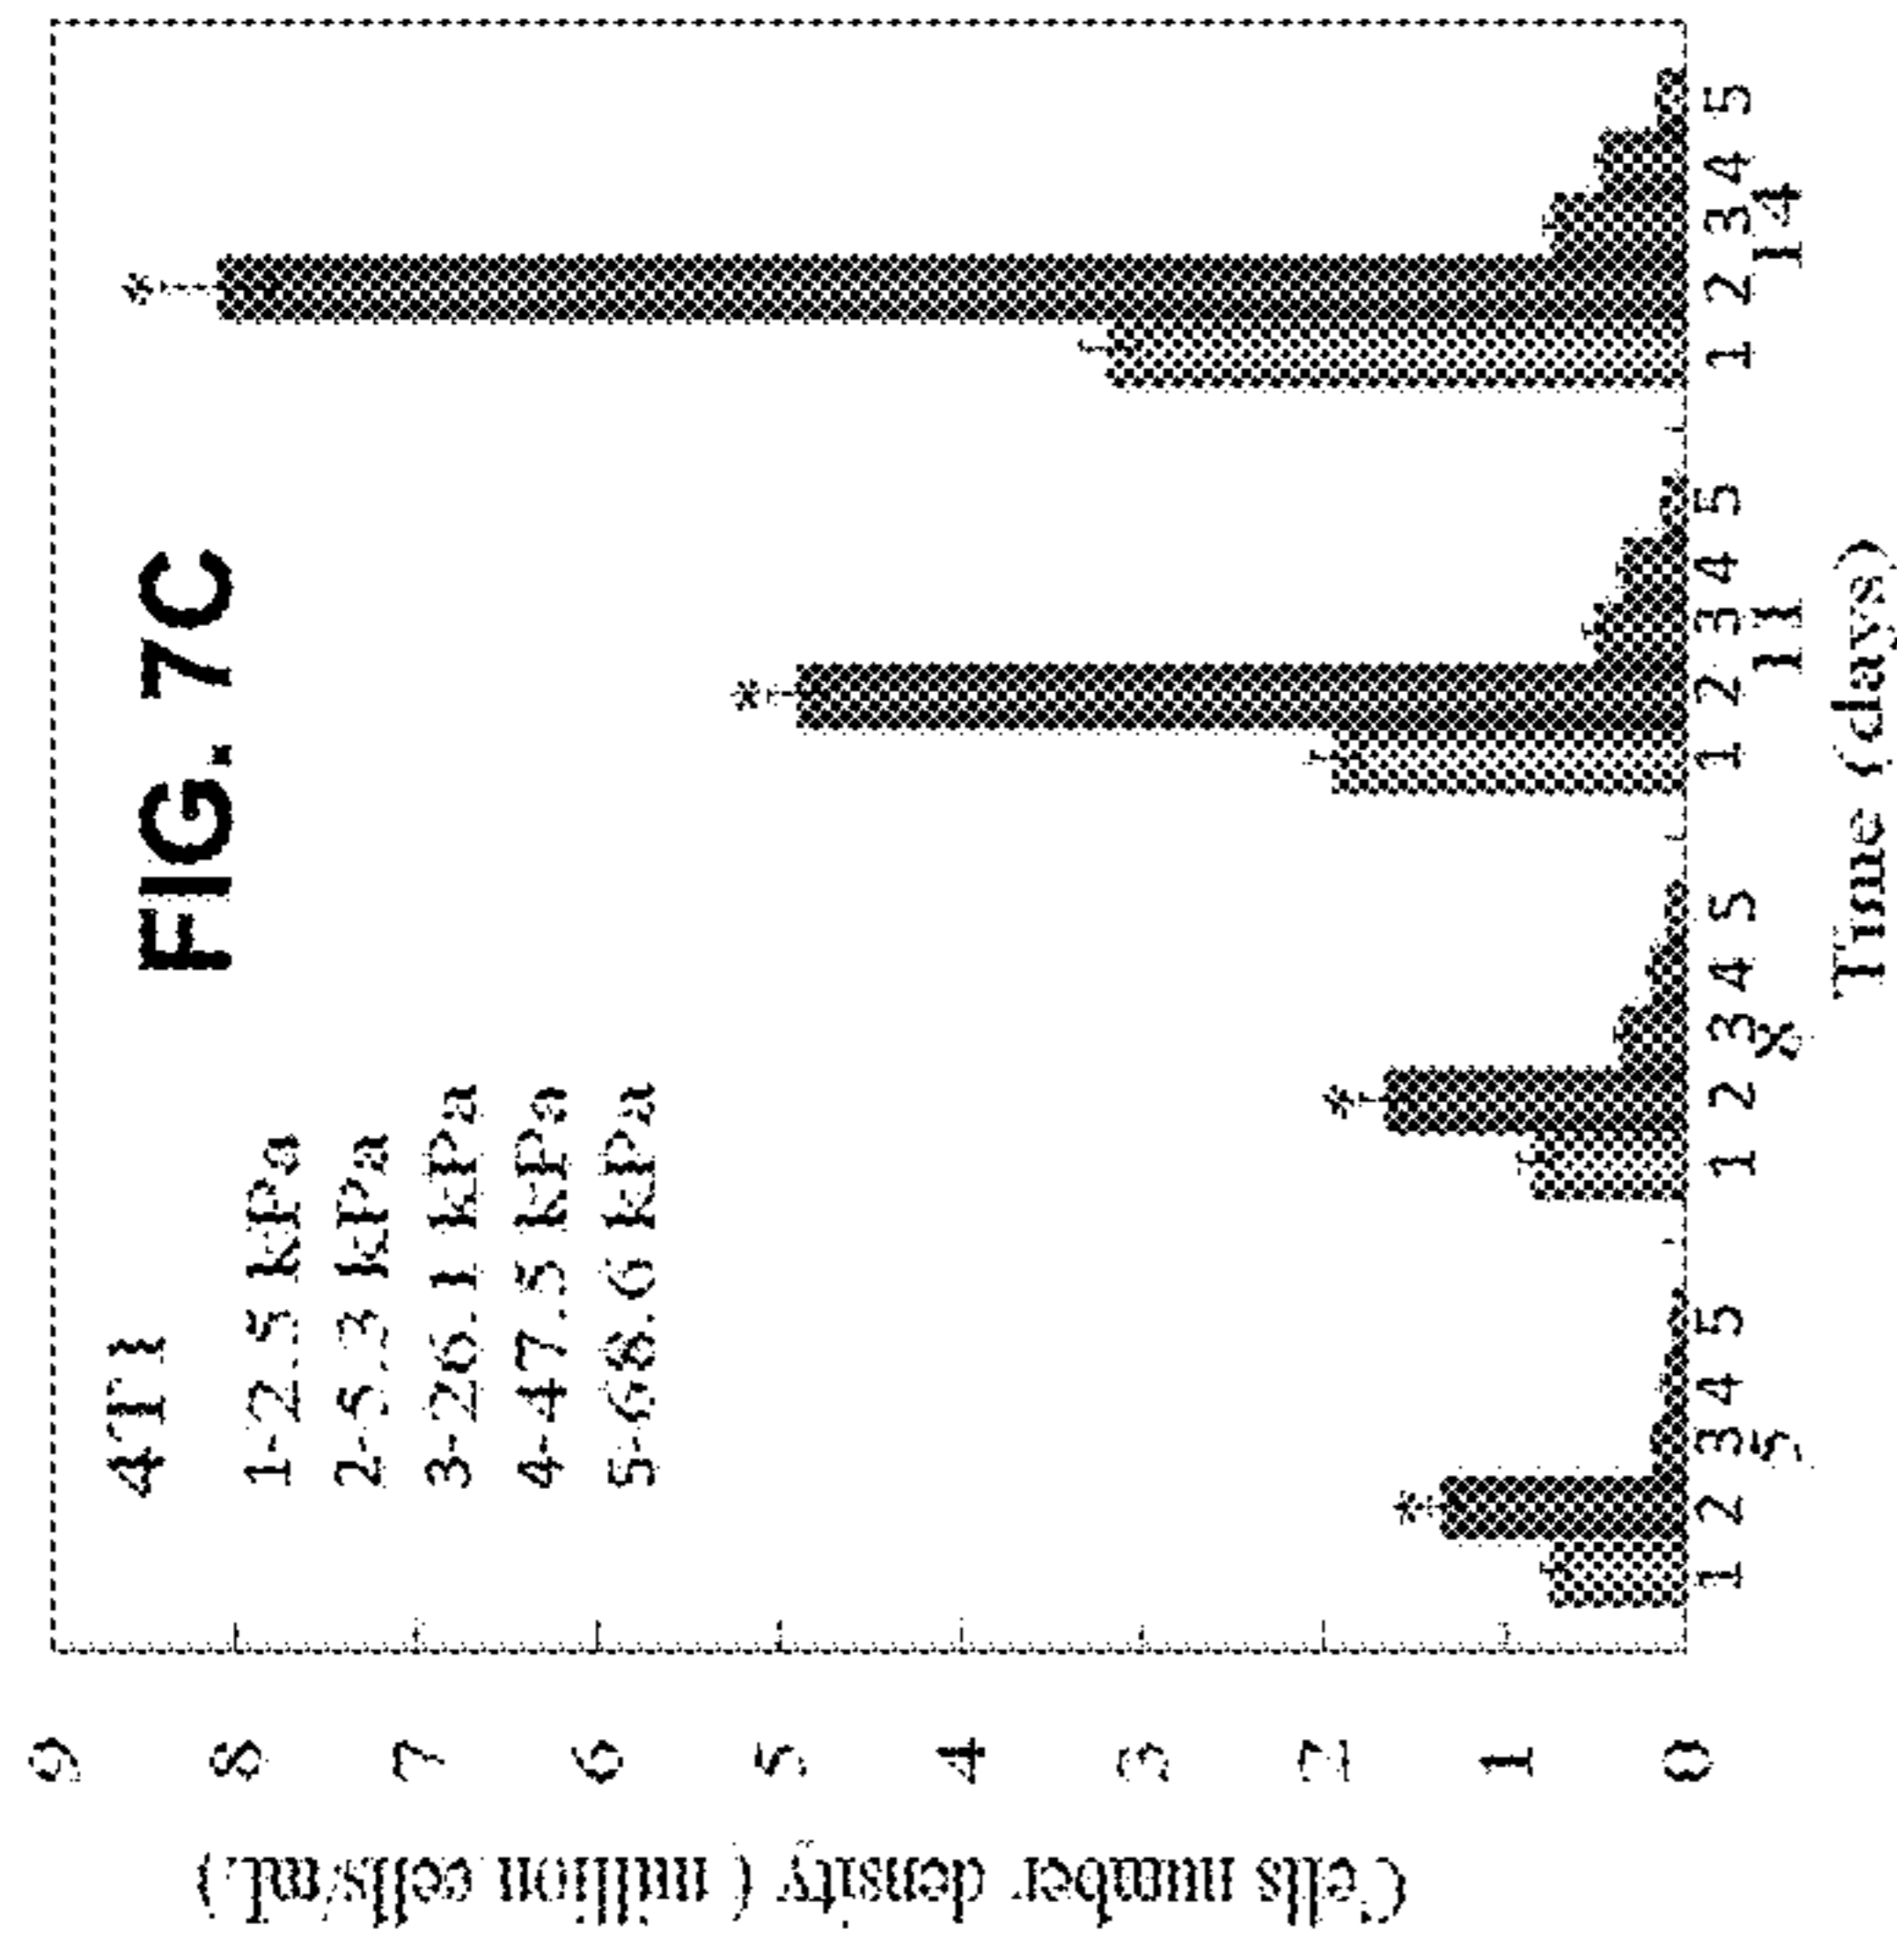 FIG. 7C
4T1
1-2.5 kPa
2-5.3 kPa
3-26.1 kPa
4-47.5 kPa
5-68.6 kPa
Cells number density ( million cells/mL)
9
8
7
6
5
4
3
2
1
0
1 2 3 4 5 1 2 3 4 5 1 2 3 4 5 1 2 3 4 5
5 8 11 14
Time (days)
* * * *